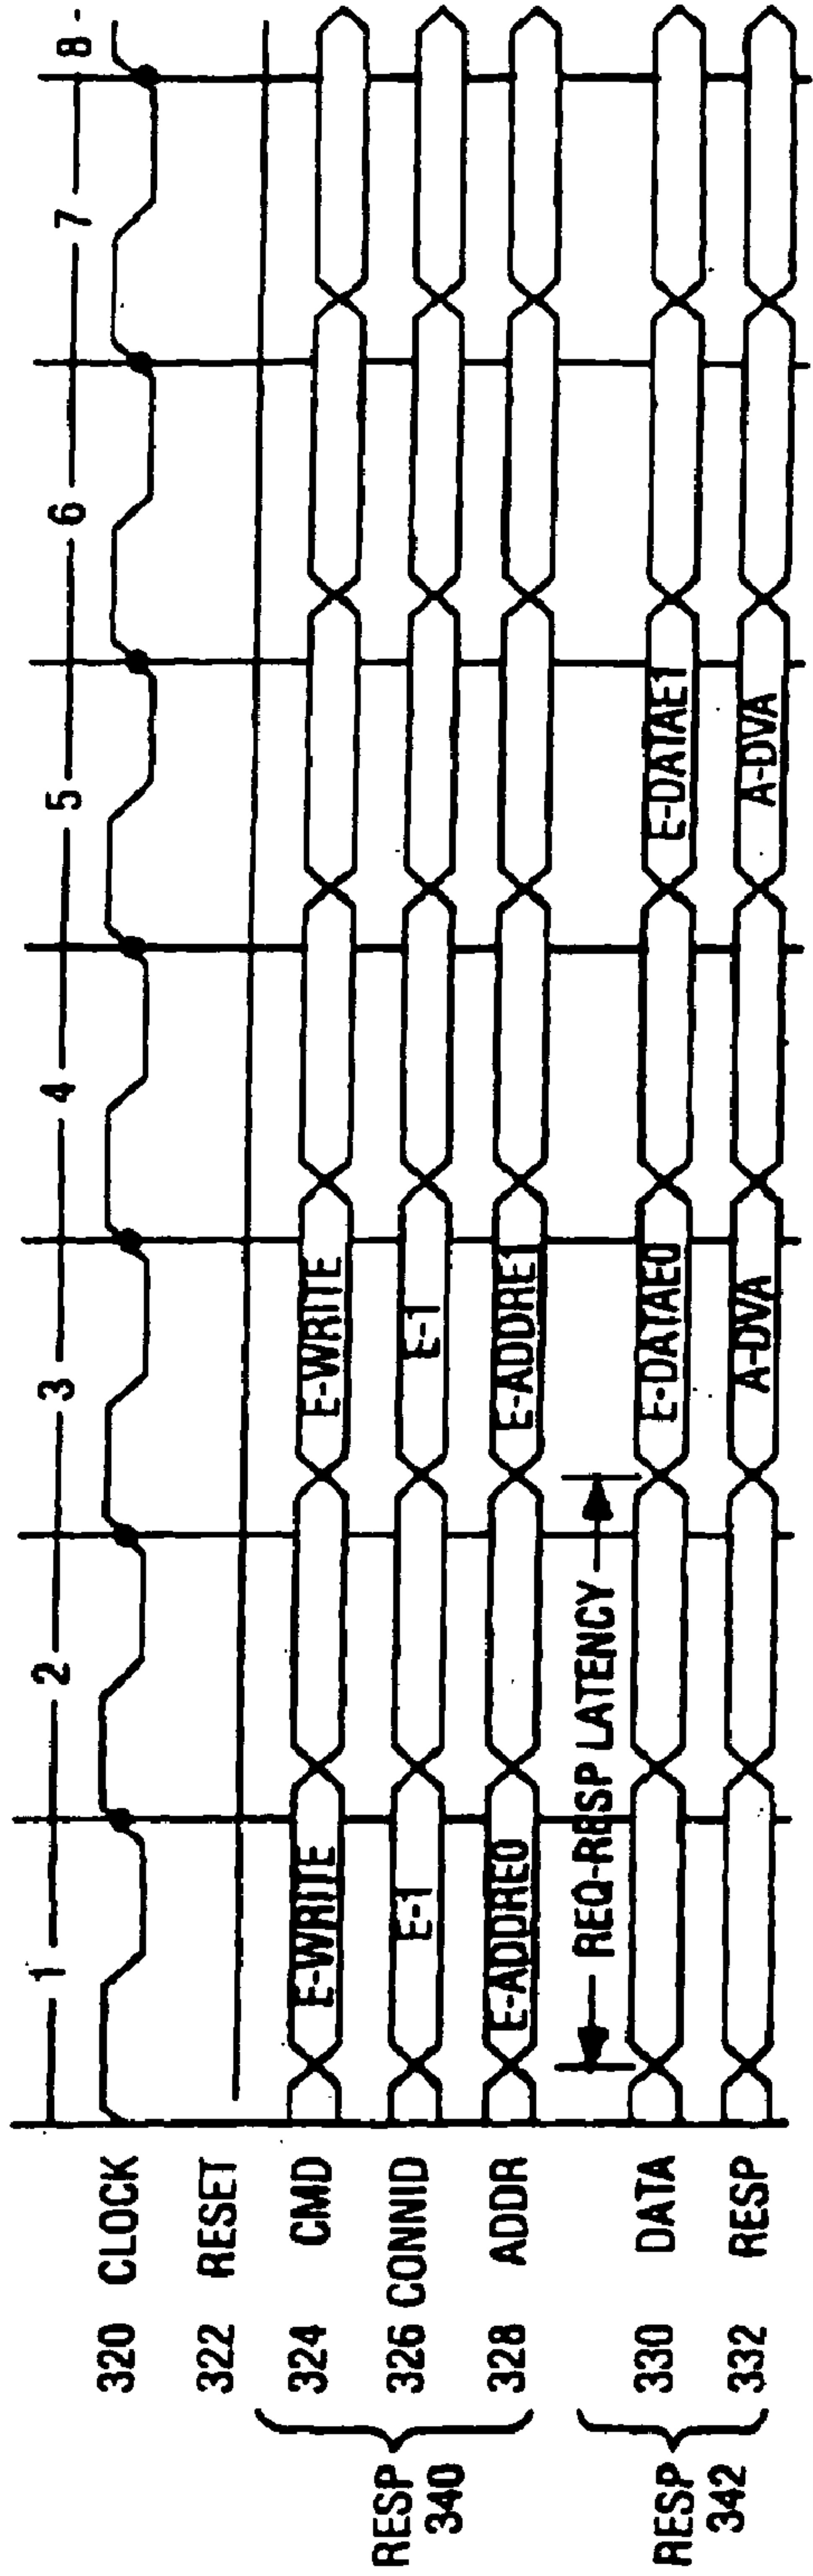 1 2 3 4 5 6 7 8
320 CLOCK
322 RESET
324 CMD E-WRITE E-WRITE
326 CONNID E-1 E-1
328 ADDR E-ADDRE0 E-ADDRE1
RESP
340
REQ-RESP LATENCY
330 DATA E-DATAE0 E-DATAE1
332 RESP A-DVA A-DVA
RESP
342